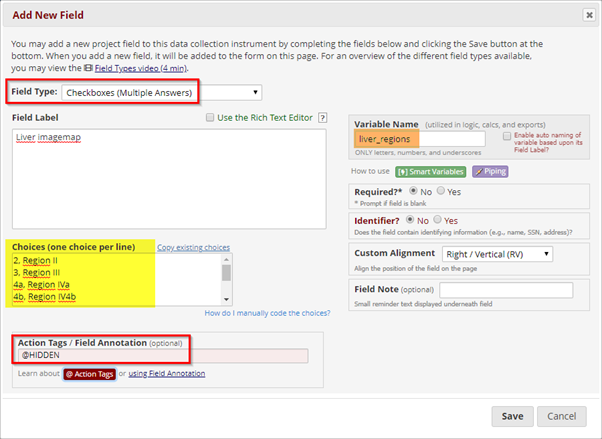 Add New Field
You may add a new project field to this data collection instrument by completing the fields below and clicking the Save button at the
bottom. When you add a new field, it will be added to the form on this page. For an overview of the different field types available,
you may view the Field Types video (4 min).
Field Type: Checkboxes (Multiple Answers)
Field Label
Use the Rich Text Editor ?
Liver imagemap
Choices (one choice per line) Copy existing choices
2, Region II
3, Region III
4a, Region IVa
4b, Region IV4b
How do I manually code the choices?
Action Tags / Field Annotation (optional)
@HIDDEN
Learn about @ Action Tags or using Field Annotation
Variable Name (utilized in logic, calcs, and exports)
liver_regions
ONLY letters, numbers, and underscores
Enable auto naming of
variable based upon its
Field Label?
How to use Smart Variables Piping
Required?* No Yes
* Prompt if field is blank
Identifier? No Yes
Does the field contain identifying information (e.g., name, SSN, address)?
Custom Alignment Right / Vertical (RV)
Align the position of the field on the page
Field Note (optional)
Small reminder text displayed underneath field
Save Cancel